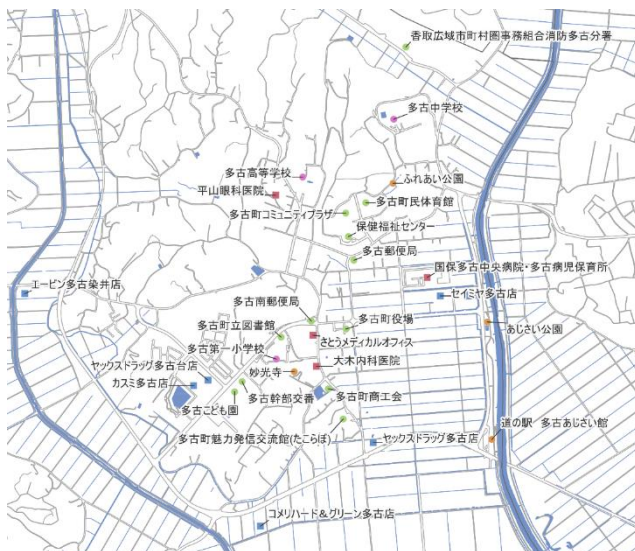 香取広域市町村圏事務組合消防多古分署
多古中学校
多古高等学校
ふれあい公園
平山眼科医院
多古町民体育館
多古町コミュニティプラザ
保健福祉センター
多古郵便局
国保多古中央病院・多古病児保育所
エービン多古染井店
セイミヤ多古店
多古南郵便局
あじさい公園
多古町立図書館
多古町役場
さとうメディカルオフィス
多古第一小学校
ヤックスドラッグ多古台店
妙光寺
大木内科医院
カスミ多古店
多古幹部交番
多古町商工会
多古こども園
多古町魅力発信交流館(たこらぼ)
ヤックスドラッグ多古店
道の駅 多古あじさい館
コメリハード&グリーン多古店